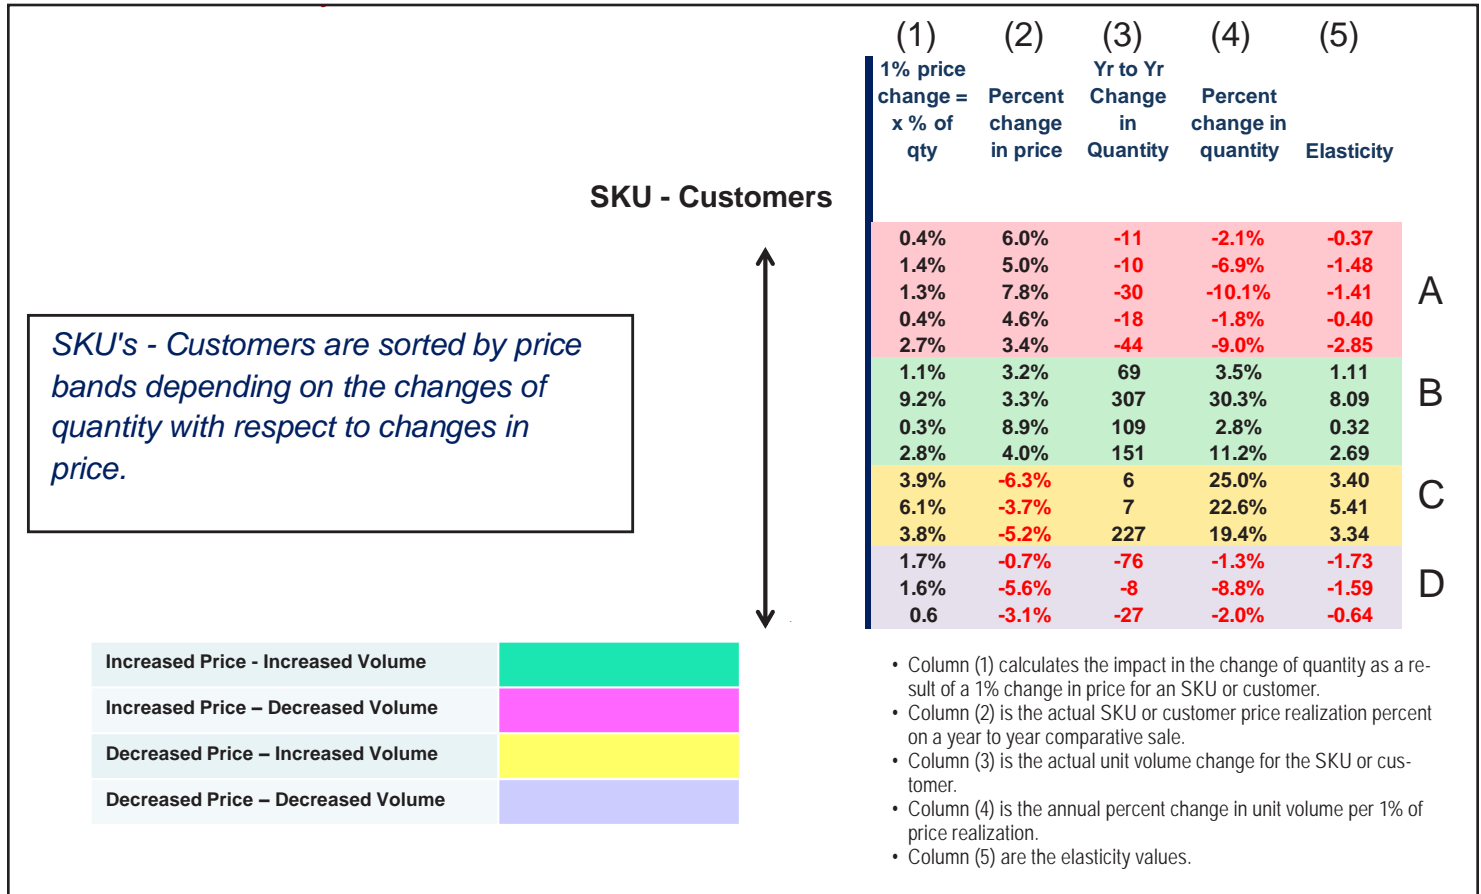 (1) (2) (3) (4) (5)
1% price change = x % of qty
Percent change in price
Yr to Yr Change in Quantity
Percent change in quantity
Elasticity
SKU - Customers
0.4% 6.0% -11 -2.1% -0.37
1.4% 5.0% -10 -6.9% -1.48
1.3% 7.8% -30 -10.1% -1.41
A
0.4% 4.6% -18 -1.8% -0.40
2.7% 3.4% -44 -9.0% -2.85
1.1% 3.2% 69 3.5% 1.11
B
9.2% 3.3% 307 30.3% 8.09
0.3% 8.9% 109 2.8% 0.32
2.8% 4.0% 151 11.2% 2.69
3.9% -6.3% 6 25.0% 3.40
C
6.1% -3.7% 7 22.6% 5.41
3.8% -5.2% 227 19.4% 3.34
1.7% -0.7% -76 -1.3% -1.73
D
1.6% -5.6% -8 -8.8% -1.59
0.6 -3.1% -27 -2.0% -0.64
SKU's - Customers are sorted by price
bands depending on the changes of
quantity with respect to changes in
price.
Increased Price - Increased Volume
Increased Price – Decreased Volume
Decreased Price – Increased Volume
Decreased Price – Decreased Volume
• Column (1) calculates the impact in the change of quantity as a re-
sult of a 1% change in price for an SKU or customer.
• Column (2) is the actual SKU or customer price realization percent
on a year to year comparative sale.
• Column (3) is the actual unit volume change for the SKU or cus-
tomer.
• Column (4) is the annual percent change in unit volume per 1% of
price realization.
• Column (5) are the elasticity values.